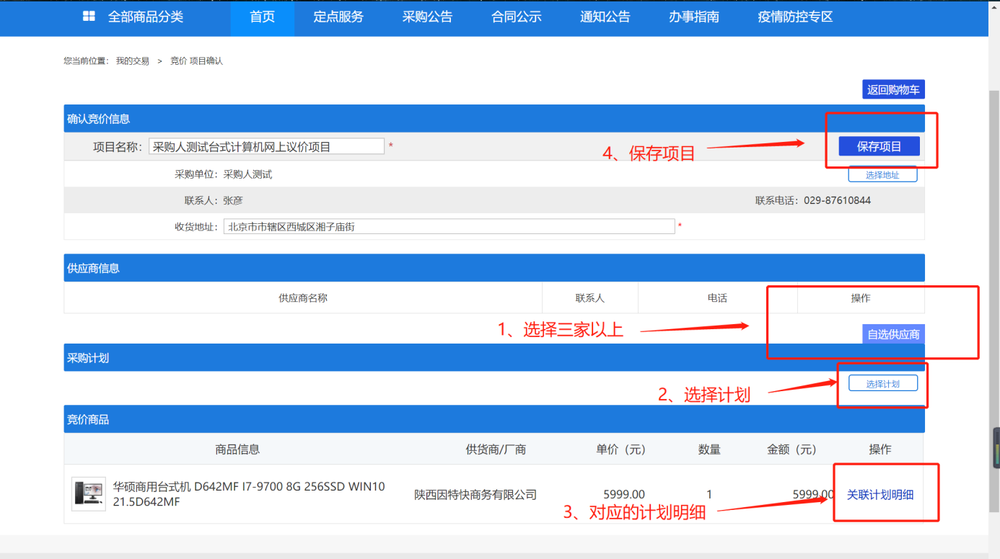 全部商品分类 首页 定点服务 采购公告 合同公示 通知公告 办事指南 疫情防控专区
您当前位置： 我的交易 > 竞价 项目确认
返回购物车
确认竞价信息
项目名称： 采购人测试台式计算机网上议价项目 * 4、保存项目 保存项目
采购单位： 采购人测试 选择地址
联系人： 张彦 联系电话： 029-87610844
收货地址： 北京市市辖区西城区湘子庙街 *
供应商信息
供应商名称 联系人 电话 操作
1、选择三家以上 自选供应商
采购计划
2、选择计划 选择计划
竞价商品
商品信息 供货商/厂商 单价（元） 数量 金额（元） 操作
华硕商用台式机 D642MF I7-9700 8G 256SSD WIN10
21.5D642MF 陕西因特快商务有限公司 5999.00 1 5999.00 关联计划明细
3、对应的计划明细